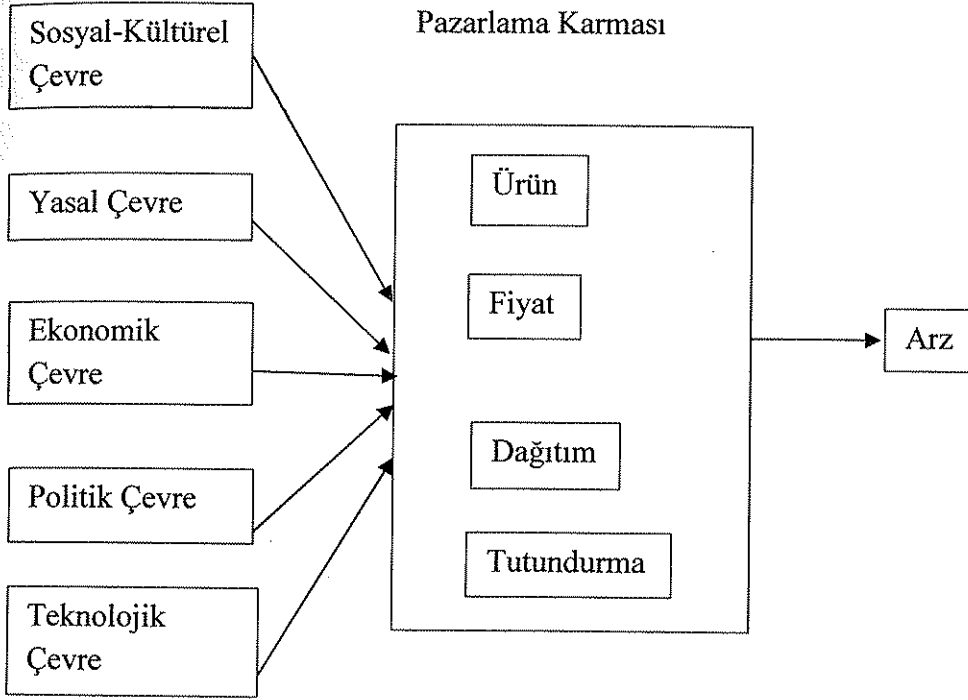 Pazarlama Karması
Sosyal-Kültürel
Çevre
Yasal Çevre
Ekonomik
Çevre
Politik Çevre
Teknolojik
Çevre
Ürün
Fiyat
Dağıtım
Tutundurma
Arz